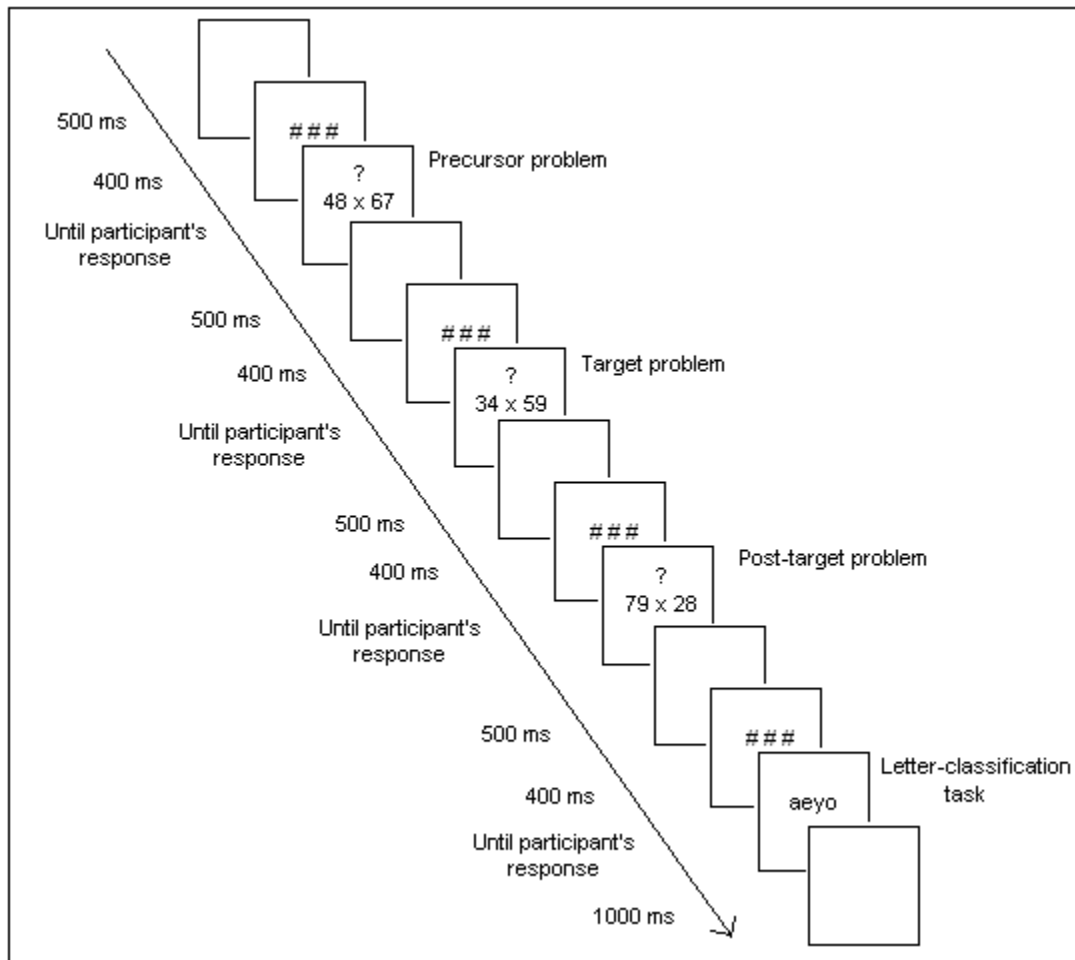 500 ms
# # #
Precursor problem
400 ms
?
48 x 67
Until participant's
response
500 ms
# # #
Target problem
400 ms
?
34 x 59
Until participant's
response
500 ms
# # #
Post-target problem
400 ms
?
79 x 28
Until participant's
response
500 ms
# # #
Letter-classification
task
400 ms
aeyo
Until participant's
response
1000 ms